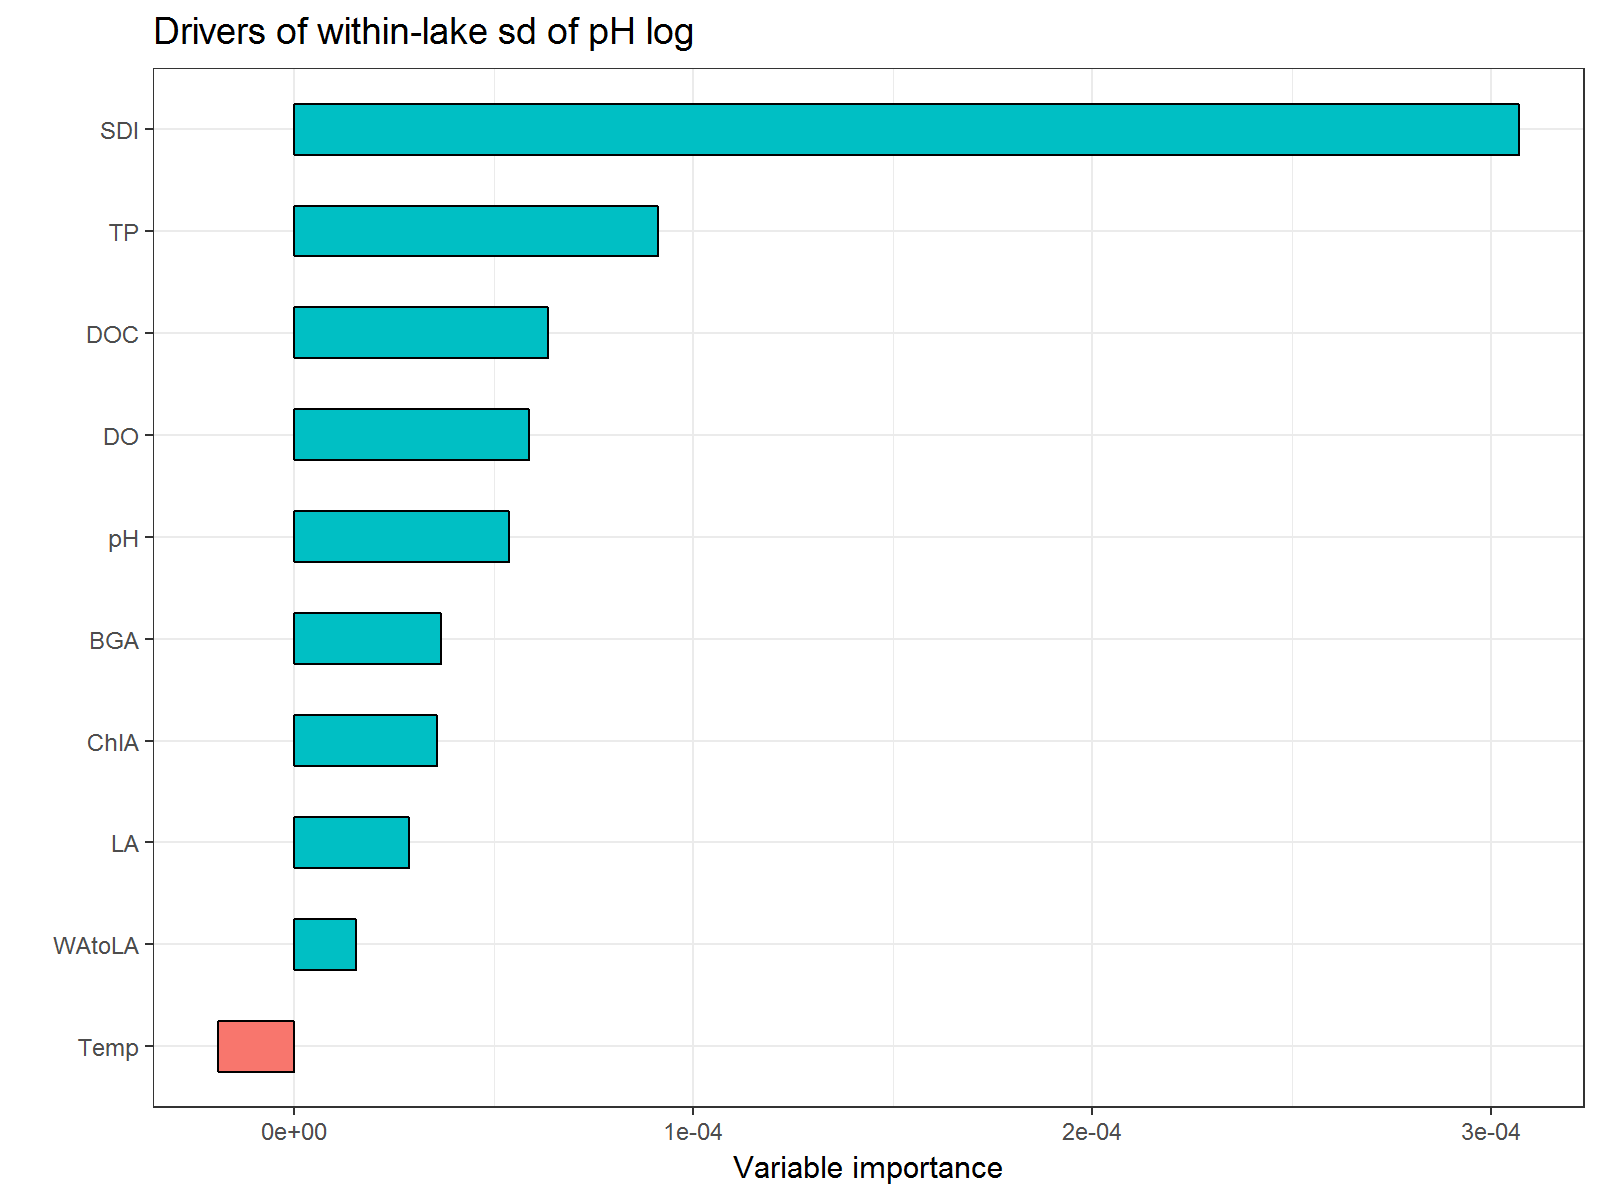 Drivers of within-lake sd of pH log
SDI
TP
DOC
DO
pH
BGA
ChlA
LA
WAtoLA
Temp
0e+00 1e-04 2e-04 3e-04
Variable importance